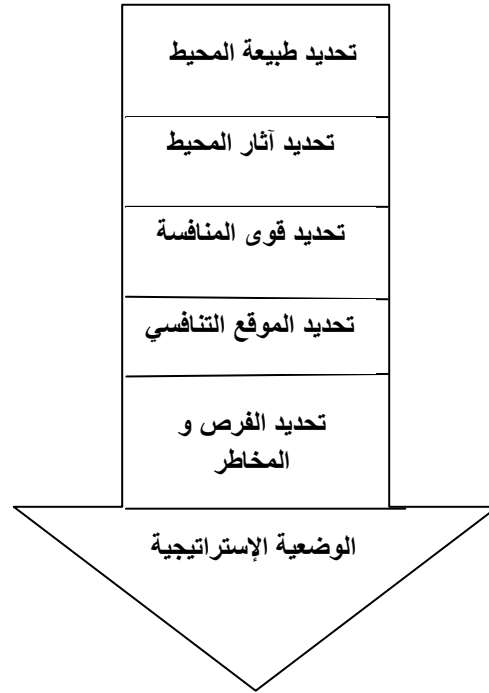 تحديد طبيعة المحيط
تحديد آثار المحيط
تحديد قوى المنافسة
تحديد الموقع التنافسي
تحديد الفرص و
المخاطر
الوضعية الإستراتيجية